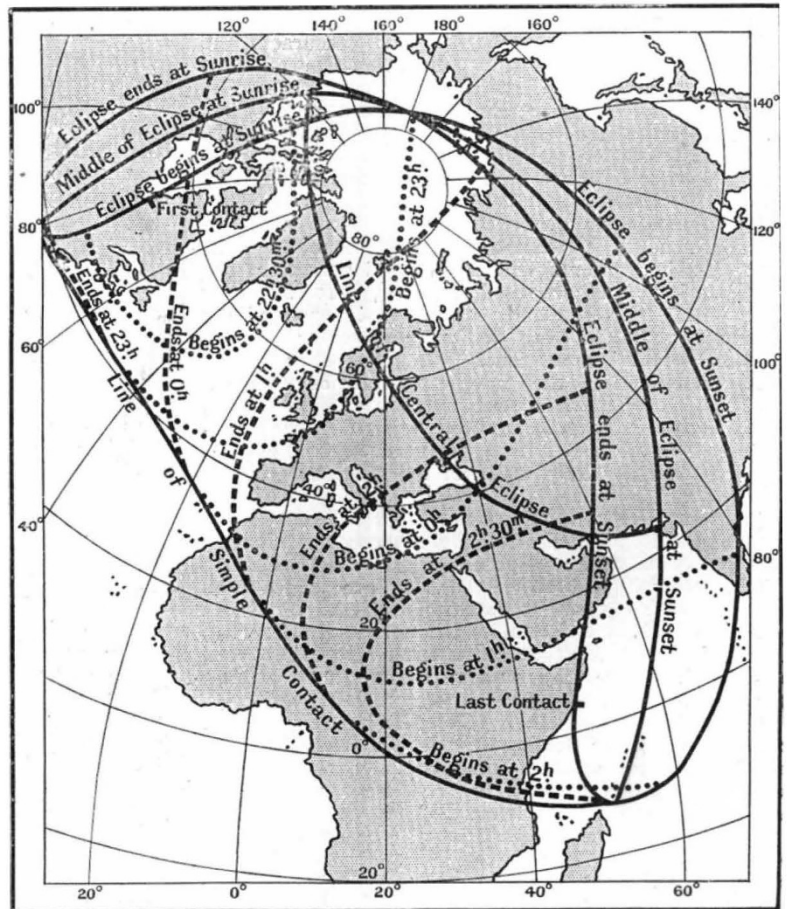 120° 140° 160° 180° 160°
100°
140°
80°
120°
60°
100°
40°
80°
20° 0° 20° 40° 60°
Eclipse ends at Sunrise
Middle of Eclipse at Sunrise
Eclipse begins at Sunrise
First Contact
80°
Begins at 23h
Eclipse begins at Sunset
Middle of Eclipse at Sunset
Eclipse ends at Sunset
Begins at 22h 30m
Ends at 23h
Ends at 0h
Ends at 1h
60°
Line Central Eclipse
40°
Ends at 2h
Begins at 0h
Ends at 2h 30m
Line of Simple Contact
20°
Begins at 1h
Last Contact
0°
Begins at 2h
20°